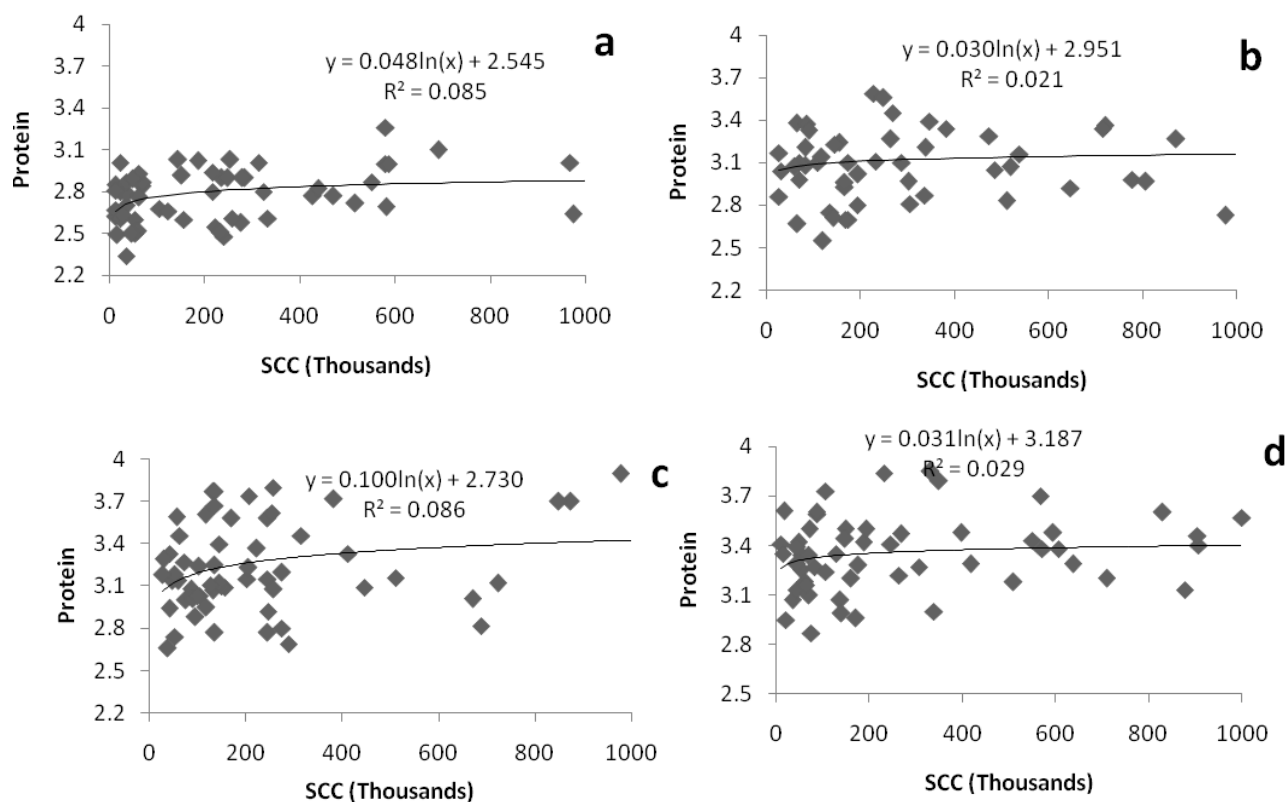 a
y = 0.048ln(x) + 2.545
R² = 0.085
Protein
4
3.7
3.4
3.1
2.8
2.5
2.2
0 200 400 600 800 1000
SCC (Thousands)
b
y = 0.030ln(x) + 2.951
R² = 0.021
Protein
4
3.7
3.4
3.1
2.8
2.5
2.2
0 200 400 600 800 1000
SCC (Thousands)
c
y = 0.100ln(x) + 2.730
R² = 0.086
Protein
4
3.7
3.4
3.1
2.8
2.5
2.2
0 200 400 600 800 1000
SCC (Thousands)
d
y = 0.031ln(x) + 3.187
R² = 0.029
Protein
4
3.7
3.4
3.1
2.8
2.5
0 200 400 600 800 1000
SCC (Thousands)